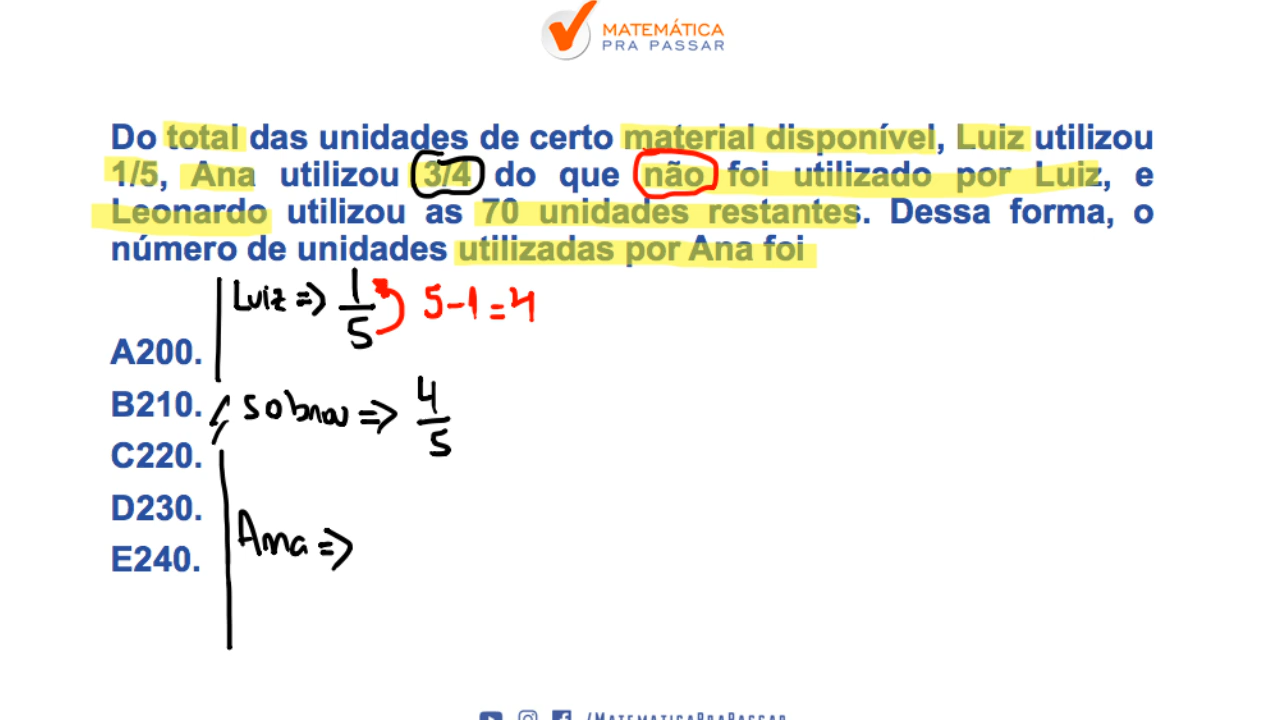 MATEMÁTICA
PRA PASSAR
Do total das unidades de certo material disponível, Luiz utilizou
1/5, Ana utilizou 3/4 do que não foi utilizado por Luiz, e
Leonardo utilizou as 70 unidades restantes. Dessa forma, o
número de unidades utilizadas por Ana foi
Luiz => 1/5 5-1=4
A200.
B210.
sobrou => 4/5
C220.
D230.
Ana =>
E240.
/MATEMATICAPRAPASSAR